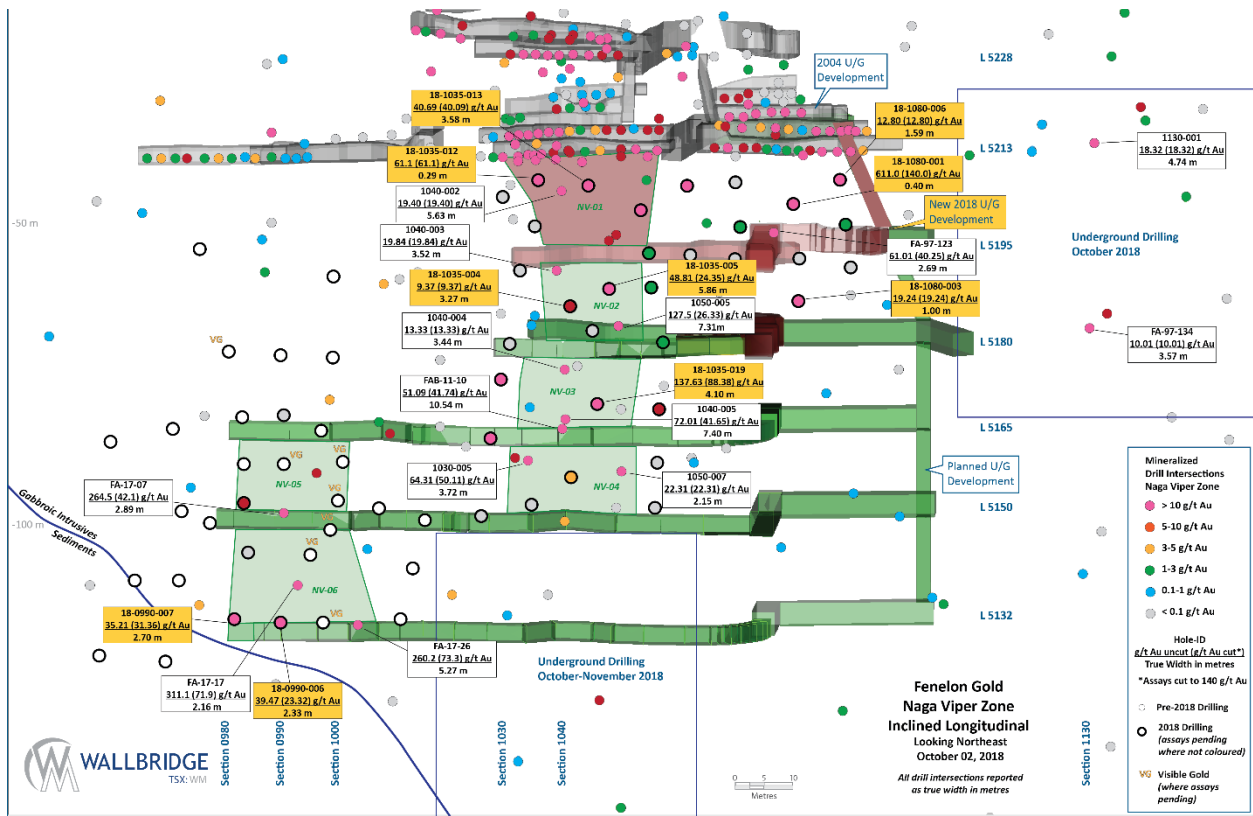 18-1035-013
40.69 (40.09) g/t Au
3.58 m
2004 U/G
Development
L 5228
18-1080-006
12.80 (12.80) g/t Au
1.59 m
1130-001
18.32 (18.32) g/t Au
4.74 m
18-1035-012
61.1 (61.1) g/t Au
0.29 m
L 5213
18-1080-001
611.0 (140.0) g/t Au
0.40 m
1040-002
19.40 (19.40) g/t Au
5.63 m
NV-01
New 2018 U/G
Development
-50 m
1040-003
19.84 (19.84) g/t Au
3.52 m
FA-97-123
61.01 (40.25) g/t Au
2.69 m
L 5195
Underground Drilling
October 2018
18-1035-004
9.37 (9.37) g/t Au
3.27 m
18-1035-005
48.81 (24.35) g/t Au
5.86 m
NV-02
18-1080-003
19.24 (19.24) g/t Au
1.00 m
1050-005
127.5 (26.33) g/t Au
7.31m
1040-004
13.33 (13.33) g/t Au
3.44 m
VG
L 5180
FA-97-134
10.01 (10.01) g/t Au
3.57 m
FAB-11-10
51.09 (41.74) g/t Au
10.54 m
NV-03
18-1035-019
137.63 (88.38) g/t Au
4.10 m
1040-005
72.01 (41.65) g/t Au
7.40 m
L 5165
VG
VG
VG
NV-05
1030-005
64.31 (50.11) g/t Au
3.72 m
NV-04
1050-007
22.31 (22.31) g/t Au
2.15 m
Planned U/G
Development
FA-17-07
264.5 (42.1) g/t Au
2.89 m
L 5150
-100 m
VG
VG
Gabbroic Intrusives
Sediments
NV-06
VG
L 5132
18-0990-007
35.21 (31.36) g/t Au
2.70 m
FA-17-26
260.2 (73.3) g/t Au
5.27 m
FA-17-17
311.1 (71.9) g/t Au
2.16 m
18-0990-006
39.47 (23.32) g/t Au
2.33 m
Underground Drilling
October-November 2018
Section 0980
Section 0990
Section 1000
Section 1030
Section 1040
Section 1130
WALLBRIDGE
TSX: WM
0 5 10
Metres
Fenelon Gold
Naga Viper Zone
Inclined Longitudinal
Looking Northeast
October 02, 2018
All drill intersections reported
as true width in metres
Mineralized
Drill Intersections
Naga Viper Zone
> 10 g/t Au
5-10 g/t Au
3-5 g/t Au
1-3 g/t Au
0.1-1 g/t Au
< 0.1 g/t Au
Hole-ID
g/t Au uncut (g/t Au cut*)
True Width in metres
*Assays cut to 140 g/t Au
Pre-2018 Drilling
2018 Drilling
(assays pending
where not coloured)
VG Visible Gold
(where assays
pending)